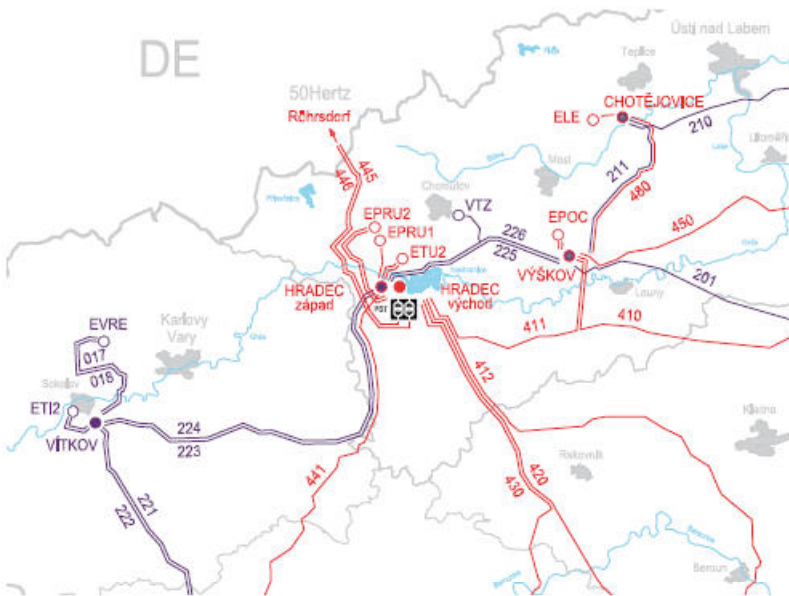 Ústí nad Labem
DE
Teplice
50Hertz
Röhrsdorf
CHOTĚJOVICE
ELE
210
445
446
211
Most
Chomutov
480
VTZ
EPRU2
EPRU1
ETU2
EPOC
450
226
225
VÝŠKOV
201
HRADEC
západ
HRADEC
východ
PST
Louny
EVRE
Karlovy
Vary
017
018
411
410
412
Sokolov
ETI2
VÍTKOV
224
223
Kladno
Rakovník
441
420
430
221
222
Beroun